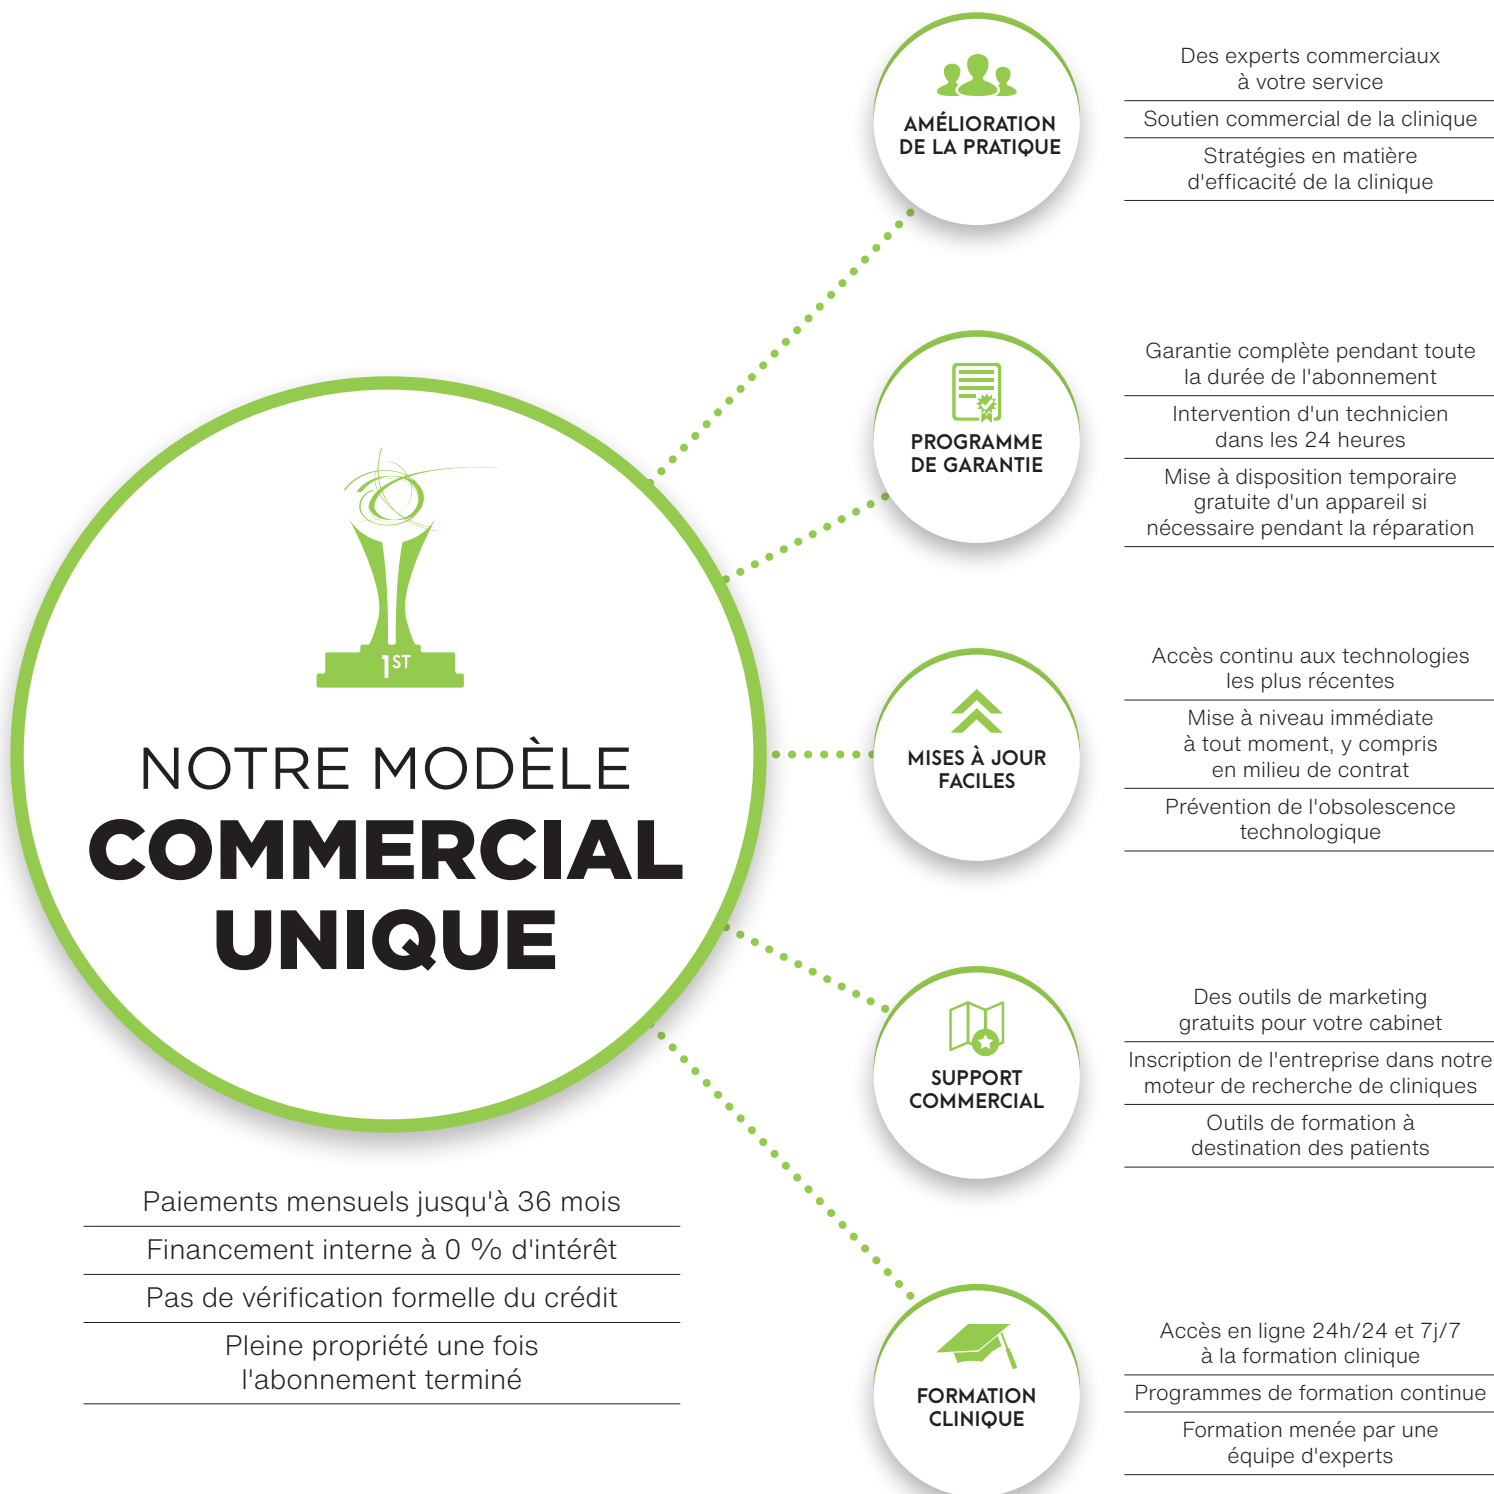 1ST
NOTRE MODÈLE
COMMERCIAL
UNIQUE
Paiements mensuels jusqu'à 36 mois
Financement interne à 0 % d'intérêt
Pas de vérification formelle du crédit
Pleine propriété une fois
l'abonnement terminé
AMÉLIORATION
DE LA PRATIQUE
Des experts commerciaux
à votre service
Soutien commercial de la clinique
Stratégies en matière
d'efficacité de la clinique
PROGRAMME
DE GARANTIE
Garantie complète pendant toute
la durée de l'abonnement
Intervention d'un technicien
dans les 24 heures
Mise à disposition temporaire
gratuite d'un appareil si
nécessaire pendant la réparation
MISES À JOUR
FACILES
Accès continu aux technologies
les plus récentes
Mise à niveau immédiate
à tout moment, y compris
en milieu de contrat
Prévention de l'obsolescence
technologique
SUPPORT
COMMERCIAL
Des outils de marketing
gratuits pour votre cabinet
Inscription de l'entreprise dans notre
moteur de recherche de cliniques
Outils de formation à
destination des patients
FORMATION
CLINIQUE
Accès en ligne 24h/24 et 7j/7
à la formation clinique
Programmes de formation continue
Formation menée par une
équipe d'experts